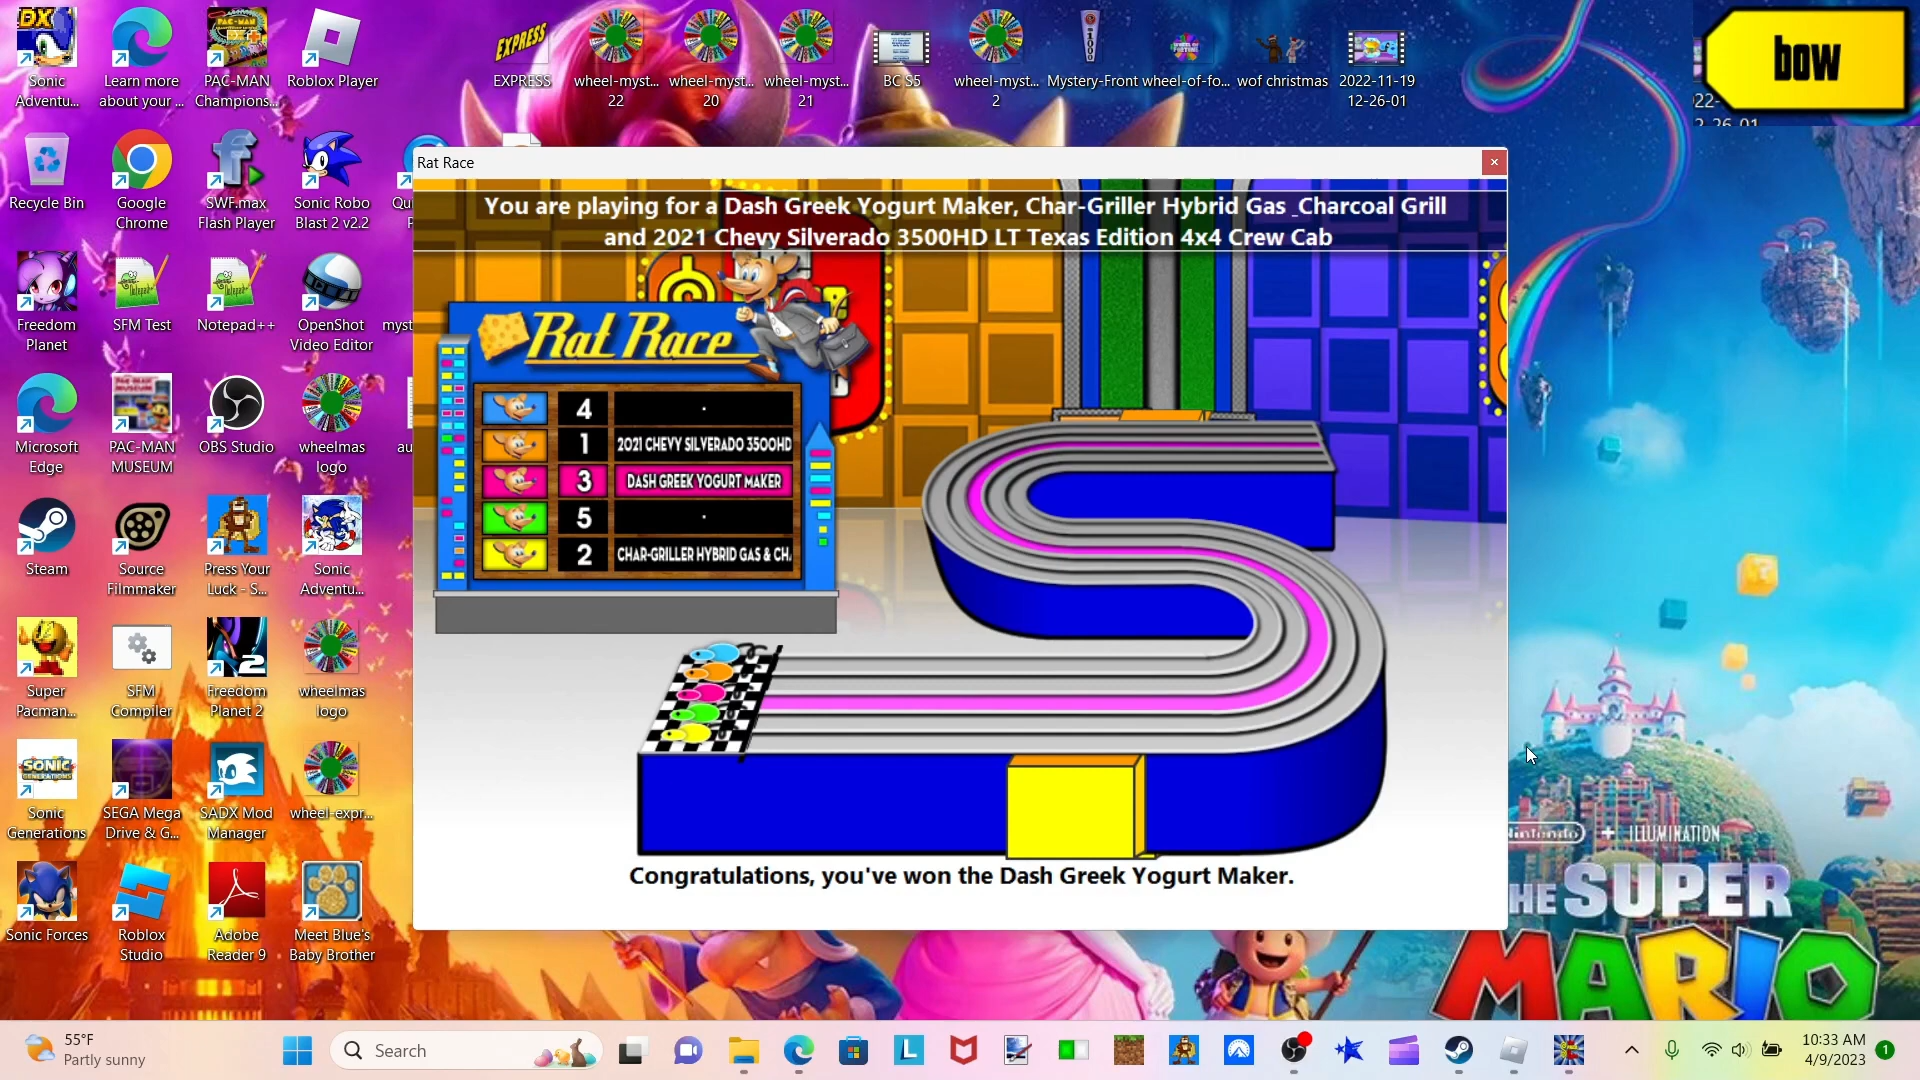 Sonic Adventu...
Learn more about your ...
PAC-MAN Champions...
Roblox Player
EXPRESS
EXPRESS
wheel-myst... 22
wheel-myst... 20
wheel-myst... 21
BC S5
wheel-myst... 2
Mystery-Front
wheel-of-fo...
wof christmas
2022-11-19 12-26-01
bow
Recycle Bin
Google Chrome
SWF.max Flash Player
Sonic Robo Blast 2 v2.2
Freedom Planet
SFM Test
Notepad++
OpenShot Video Editor
myst
Microsoft Edge
PAC-MAN MUSEUM
OBS Studio
wheelmas logo
au
Steam
Source Filmmaker
Press Your Luck - S...
Sonic Adventu...
Super Pacman...
SFM Compiler
Freedom Planet 2
wheelmas logo
Sonic Generations
SEGA Mega Drive & G...
SADX Mod Manager
wheel-expr...
Sonic Forces
Roblox Studio
Adobe Reader 9
Meet Blue's Baby Brother
Rat Race
You are playing for a Dash Greek Yogurt Maker, Char-Griller Hybrid Gas _Charcoal Grill
and 2021 Chevy Silverado 3500HD LT Texas Edition 4x4 Crew Cab
Rat Race
4 .
1 2021 CHEVY SILVERADO 3500HD
3 DASH GREEK YOGURT MAKER
5 .
2 CHAR-GRILLER HYBRID GAS & CHA
Congratulations, you've won the Dash Greek Yogurt Maker.
Nintendo + ILLUMINATION
THE SUPER
MARIO
55°F
Partly sunny
Search
10:33 AM
4/9/2023
1